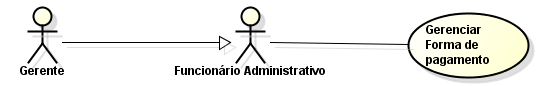 Gerente
Funcionário Administrativo
Gerenciar
Forma de
pagamento